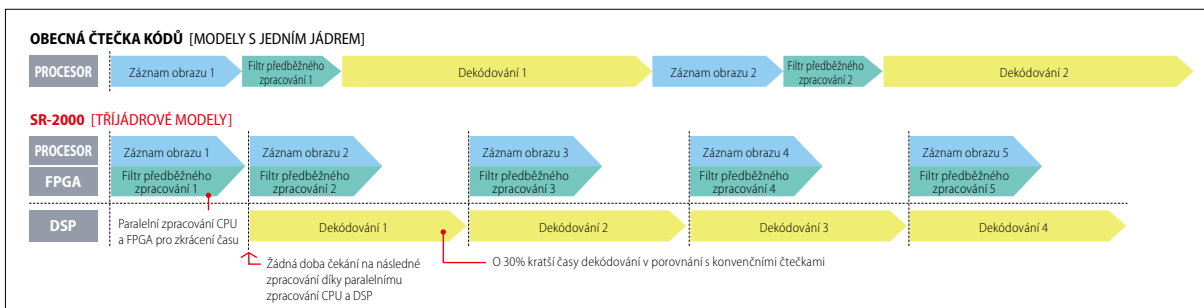 OBECNÁ ČTEČKA KÓDŮ [MODELY S JEDNÍM JÁDREM]
PROCESOR
Záznam obrazu 1
Filtr předběžného
zpracování 1
Dekódování 1
Záznam obrazu 2
Filtr předběžného
zpracování 2
Dekódování 2
SR-2000 [TŘÍJÁDROVÉ MODELY]
PROCESOR
Záznam obrazu 1
Záznam obrazu 2
Záznam obrazu 3
Záznam obrazu 4
Záznam obrazu 5
FPGA
Filtr předběžného
zpracování 1
Filtr předběžného
zpracování 2
Filtr předběžného
zpracování 3
Filtr předběžného
zpracování 4
Filtr předběžného
zpracování 5
DSP
Paralelní zpracování CPU
a FPGA pro zkrácení času
Dekódování 1
Dekódování 2
Dekódování 3
Dekódování 4
Žádná doba čekání na následné
zpracování díky paralelnímu
zpracování CPU a DSP
O 30% kratší časy dekódování v porovnání s konvenčními čtečkami